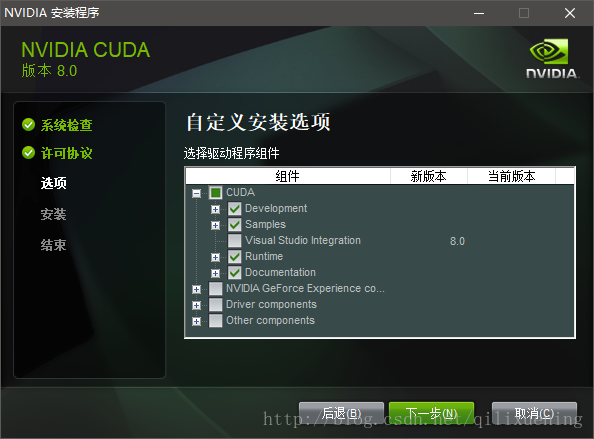 NVIDIA 安装程序
NVIDIA CUDA
版本 8.0
NVIDIA.
系统检查
许可协议
选项
安装
结束
自定义安装选项
选择驱动程序组件
组件 新版本 当前版本
CUDA
Development
Samples
Visual Studio Integration 8.0
Runtime
Documentation
NVIDIA GeForce Experience co...
Driver components
Other components
后退(B) 下一步(N) 取消(C)
http://blog.csdn.net/qilixuening